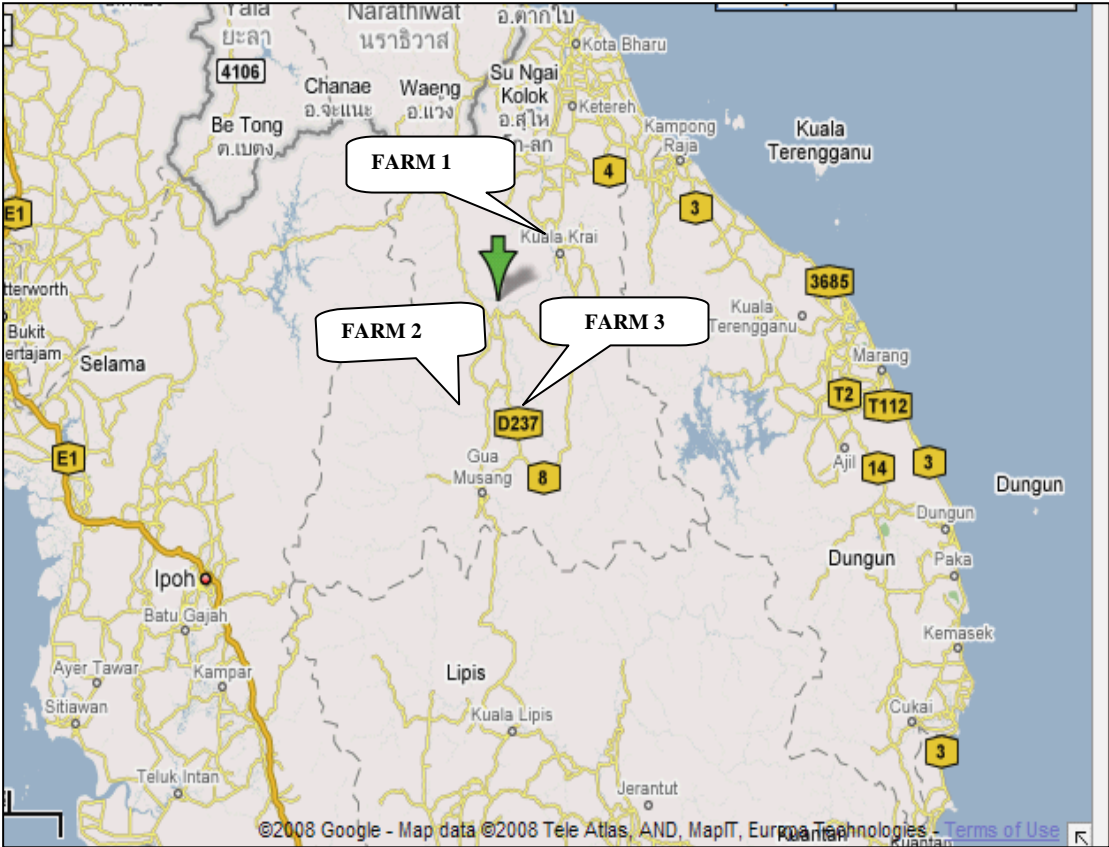 Yala
ยะลา
Narathiwat
นราธิวาส
อ.ตากใบ
Kota Bharu
4106
Chanae
อ.จะแนะ
Waeng
อ.แว้ง
Su Ngai
Kolok
อ.สุไห
Ketereh
Be Tong
ต.เบตง
Kampong
Raja
Kuala
Terengganu
FARM 1
4
3
E1
Kuala Krai
3685
tterworth
Bukit
ertajam
Selama
FARM 2
FARM 3
Kuala
Terengganu
Marang
T2
T112
D237
E1
Gua
Musang
8
Ajil
14
3
Dungun
Dungun
Dungun
Paka
Ipoh
Batu Gajah
Kemasek
Ayer Tawar
Kampar
Lipis
Sitiawan
Kuala Lipis
Cukai
3
Teluk Intan
Jerantut
©2008 Google - Map data ©2008 Tele Atlas, AND, MapIT, Europa Technologies - Terms of Use
Kuantan
Kuantan